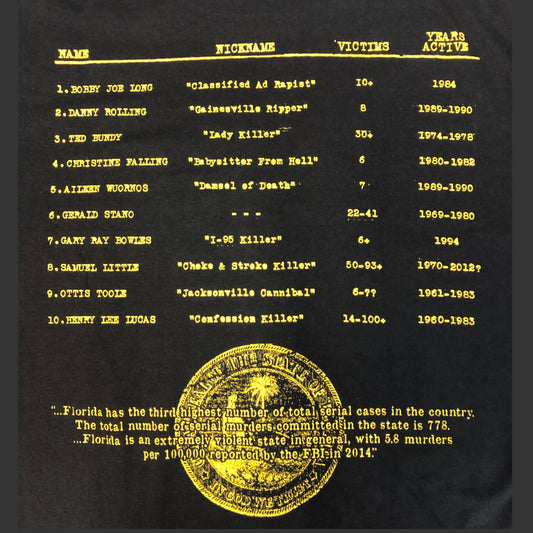 NAME NICKNAME VICTIMS YEARS ACTIVE
1. BOBBY JOE LONG "Classified Ad Rapist" 10+ 1984
2. DANNY ROLLING "Gainesville Ripper" 8 1989-1990
3. TED BUNDY "Lady Killer" 30+ 1974-1978
4. CHRISTINE FALLING "Babysitter From Hell" 6 1980-1982
5. AILEEN WUORNOS "Damsel of Death" 7 1989-1990
6. GERALD STANO --- 22-41 1969-1980
7. GARY RAY BOWLES "I-95 Killer" 6+ 1994
8. SAMUEL LITTLE "Choke & Stroke Killer" 50-93+ 1970-2012?
9. OTTIS TOOLE "Jacksonville Cannibal" 6-?? 1961-1983
10. HENRY LEE LUCAS "Confession Killer" 14-100+ 1960-1983
"...Florida has the third highest number of total serial cases in the country.
The total number of serial murders committed in the state is 778.
...Florida is an extremely violent state in general, with 5.8 murders
per 100,000 reported by the FBI in 2014."
THE STATE OF
IN GOD WE TRUST